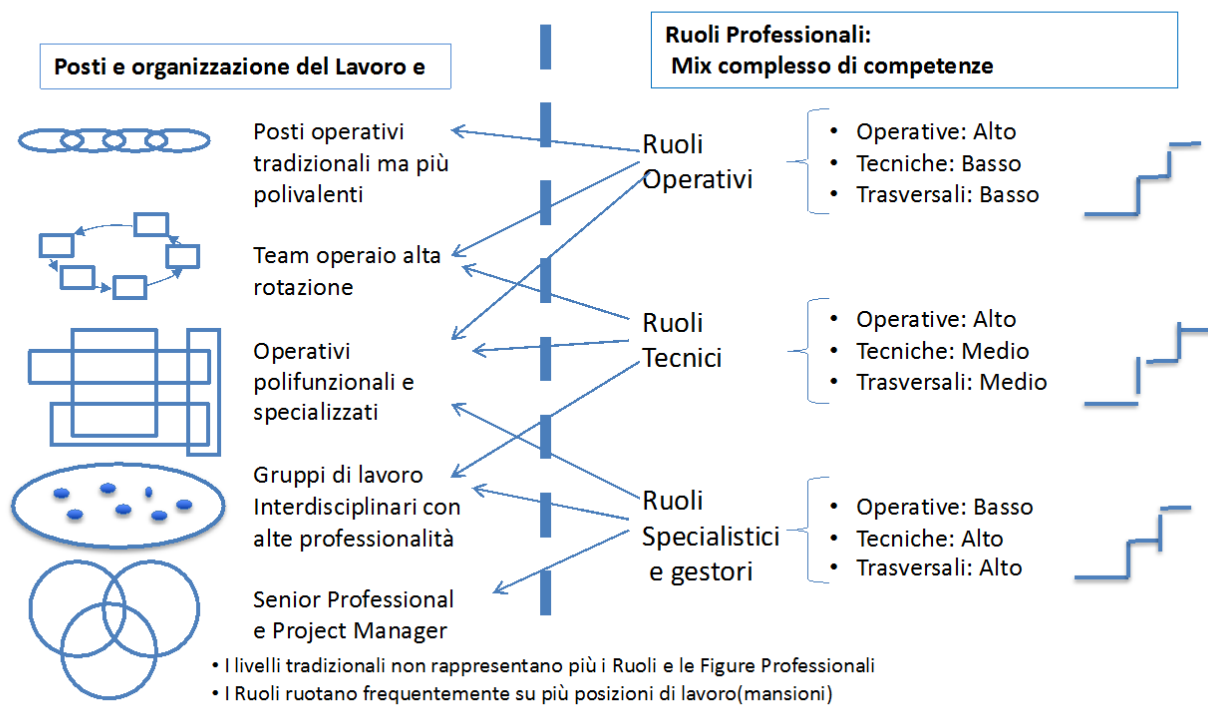 Posti e organizzazione del Lavoro e
Ruoli Professionali:
Mix complesso di competenze
Posti operativi
tradizionali ma più
polivalenti
Team operaio alta
rotazione
Operativi
polifunzionali e
specializzati
Gruppi di lavoro
Interdisciplinari con
alte professionalità
Senior Professional
e Project Manager
Ruoli
Operativi
• Operative: Alto
• Tecniche: Basso
• Trasversali: Basso
Ruoli
Tecnici
• Operative: Alto
• Tecniche: Medio
• Trasversali: Medio
Ruoli
Specialistici
e gestori
• Operative: Basso
• Tecniche: Alto
• Trasversali: Alto
• I livelli tradizionali non rappresentano più i Ruoli e le Figure Professionali
• I Ruoli ruotano frequentemente su più posizioni di lavoro(mansioni)